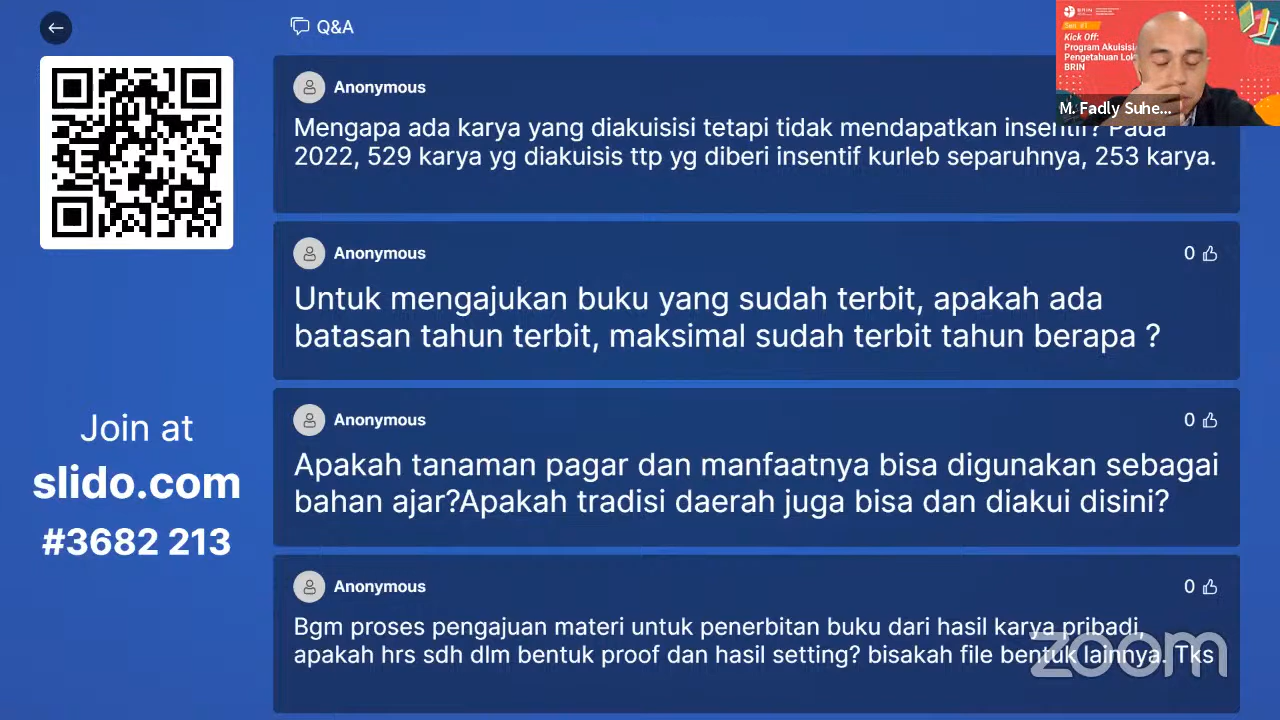 Q&A
Anonymous
Mengapa ada karya yang diakuisisi tetapi tidak mendapatkan insentif? Pada
2022, 529 karya yg diakuisis ttp yg diberi insentif kurleb separuhnya, 253 karya.
Anonymous
0
Untuk mengajukan buku yang sudah terbit, apakah ada
batasan tahun terbit, maksimal sudah terbit tahun berapa ?
Anonymous
0
Apakah tanaman pagar dan manfaatnya bisa digunakan sebagai
bahan ajar?Apakah tradisi daerah juga bisa dan diakui disini?
Anonymous
0
Bgm proses pengajuan materi untuk penerbitan buku dari hasil karya pribadi,
apakah hrs sdh dlm bentuk proof dan hasil setting? bisakah file bentuk lainnya. Tks
Join at
slido.com
#3682 213
BRIN
Kick Off:
Program Akuisisi
Pengetahuan
BRIN
M. Fadly Suhe...
zoom